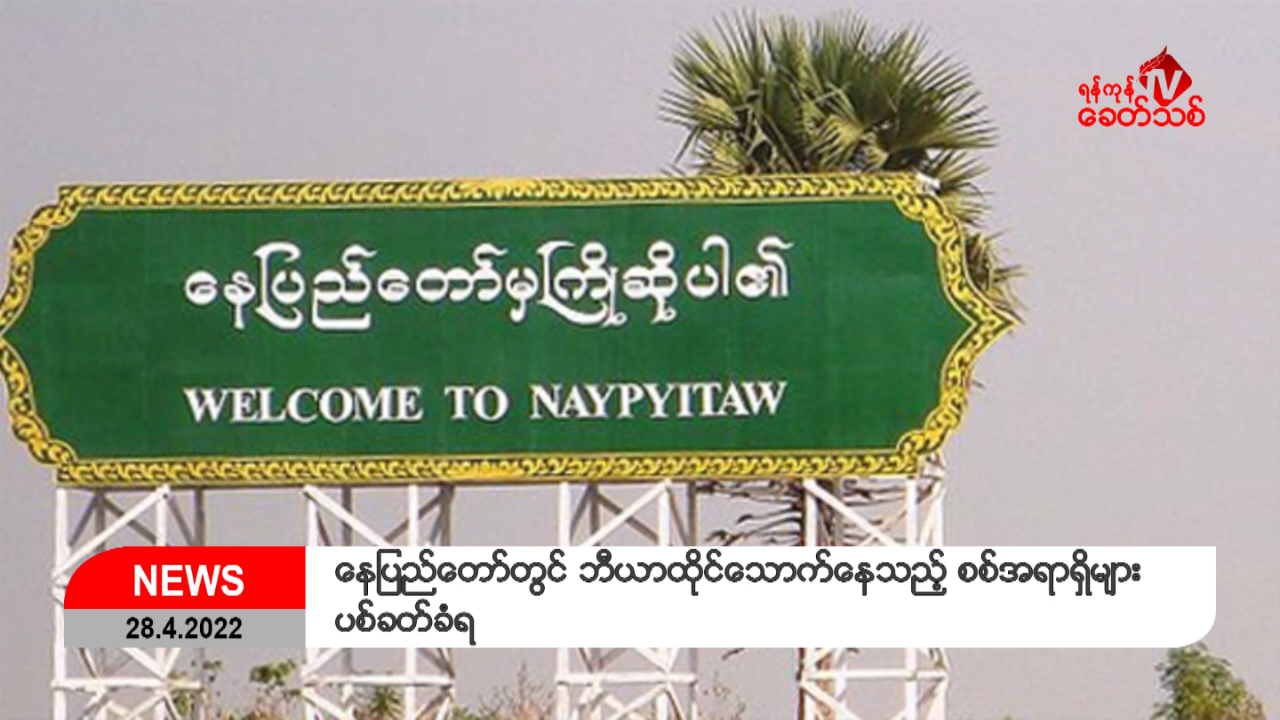 ရန်ကုန်
TV
ခေတ်သစ်
နေပြည်တော်မှကြိုဆိုပါ၏
WELCOME TO NAYPYITAW
NEWS
28.4.2022
နေပြည်တော်တွင် ဘီယာထိုင်သောက်နေသည့် စစ်အရာရှိများ
ပစ်ခတ်ခံရ